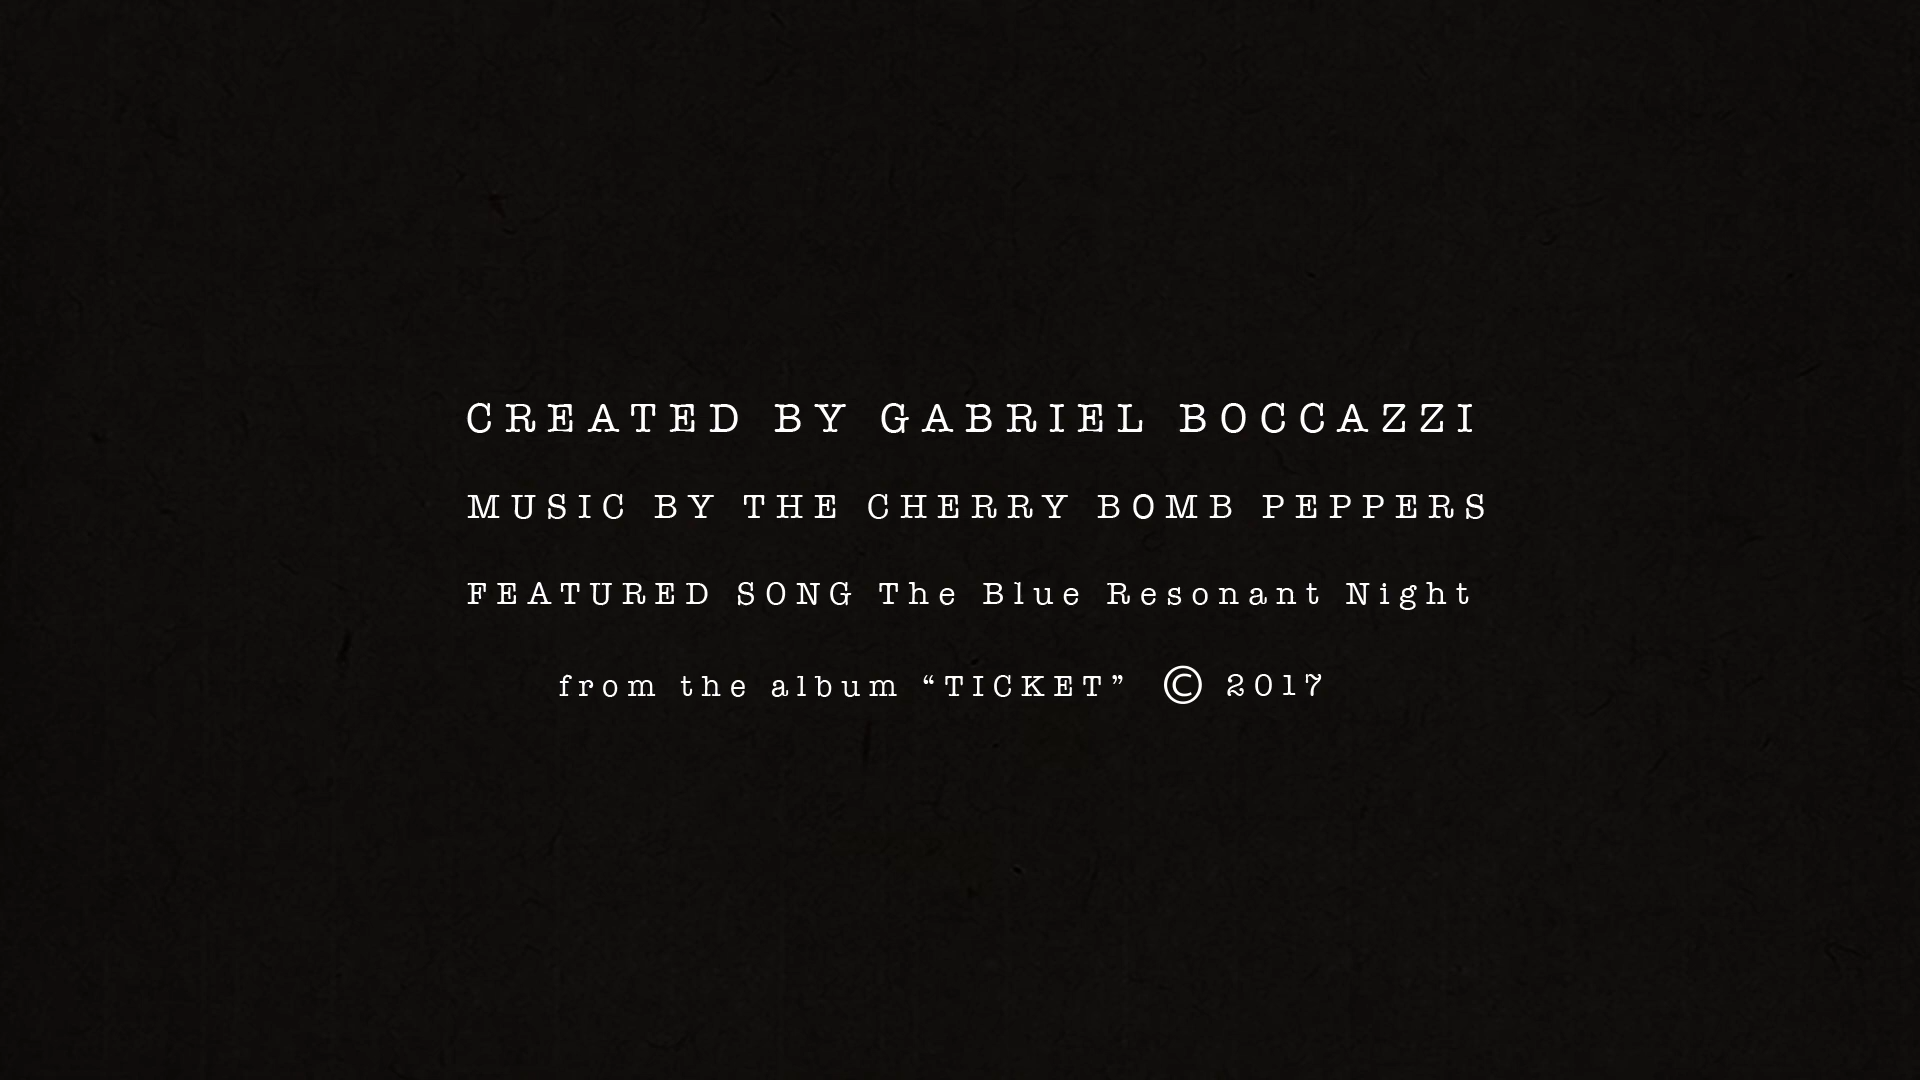 CREATED BY GABRIEL BOCCAZZI
MUSIC BY THE CHERRY BOMB PEPPERS
FEATURED SONG The Blue Resonant Night
from the album “TICKET” © 2017